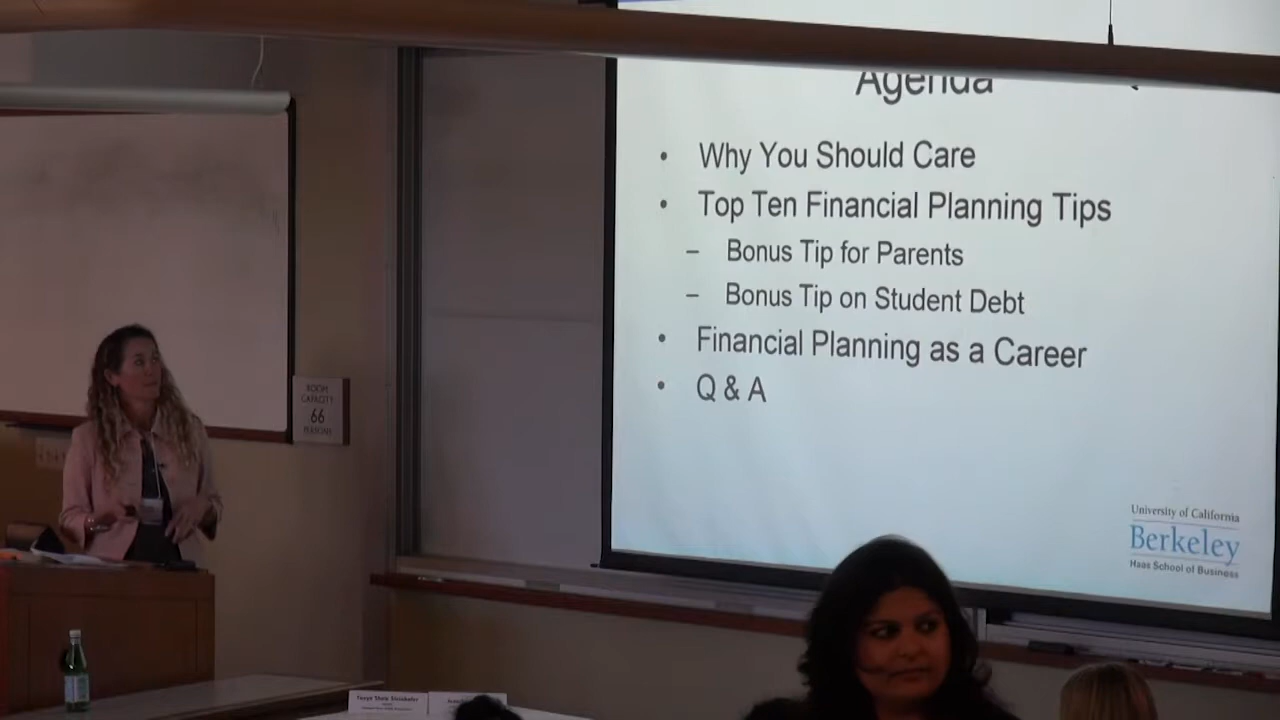 Agenda
• Why You Should Care
• Top Ten Financial Planning Tips
– Bonus Tip for Parents
– Bonus Tip on Student Debt
• Financial Planning as a Career
• Q & A
University of California
Berkeley
Haas School of Business
ROOM
CAPACITY
66
PERSONS